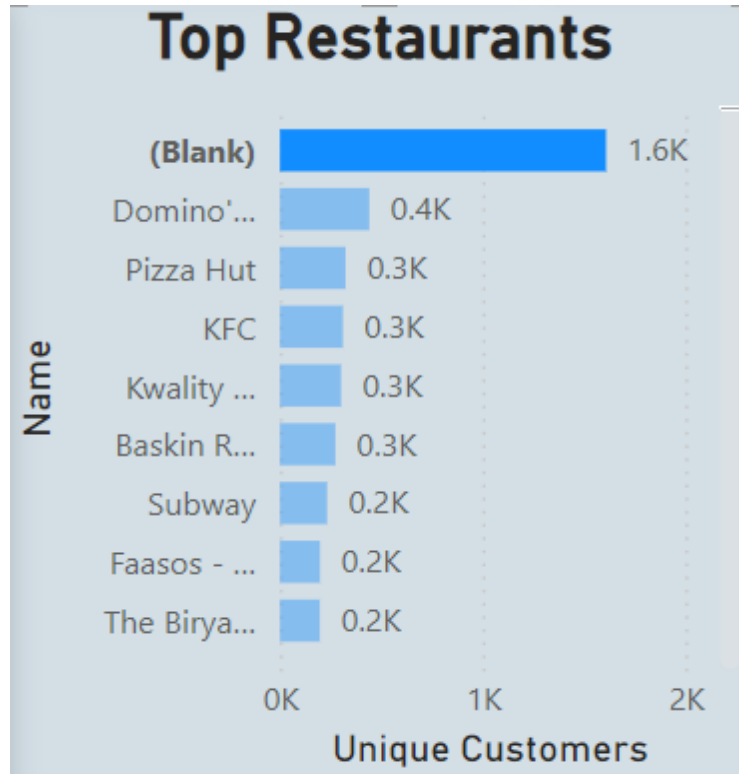 Top Restaurants
(Blank) 1.6K
Domino'... 0.4K
Pizza Hut 0.3K
KFC 0.3K
Kwality ... 0.3K
Baskin R... 0.3K
Subway 0.2K
Faasos - ... 0.2K
The Birya... 0.2K
Name
0K 1K 2K
Unique Customers